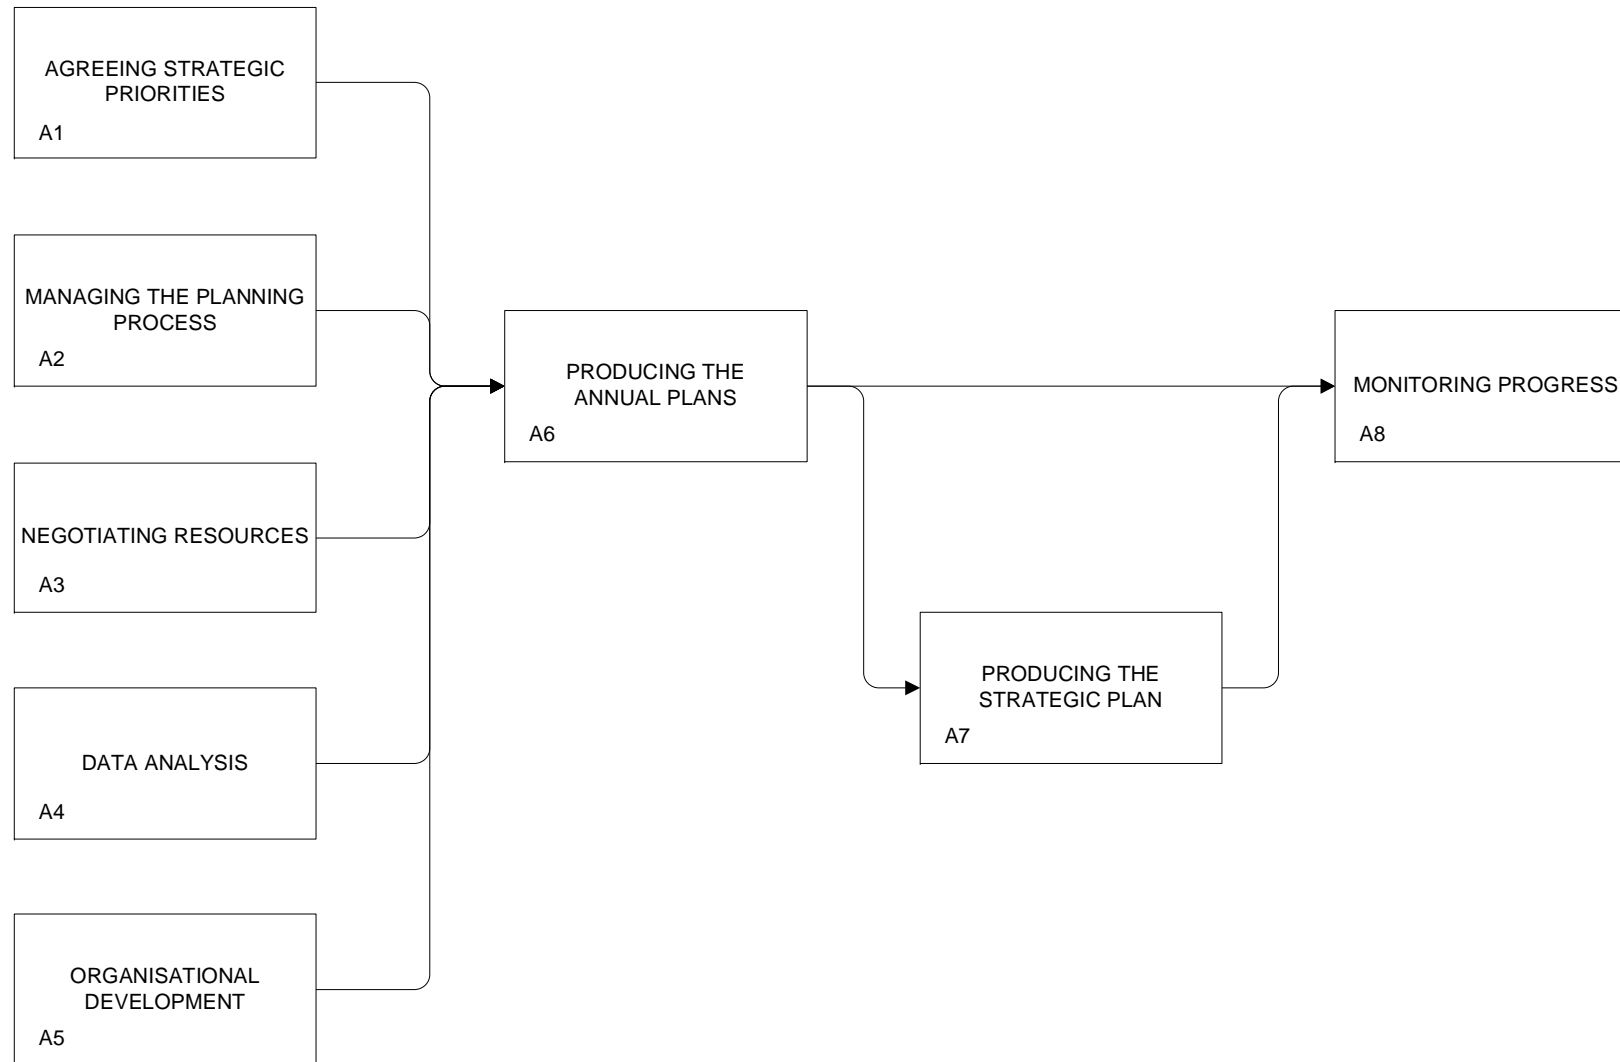 AGREEING STRATEGIC
PRIORITIES
A1
MANAGING THE PLANNING
PROCESS
A2
NEGOTIATING RESOURCES
A3
DATA ANALYSIS
A4
ORGANISATIONAL
DEVELOPMENT
A5
PRODUCING THE
ANNUAL PLANS
A6
PRODUCING THE
STRATEGIC PLAN
A7
MONITORING PROGRESS
A8